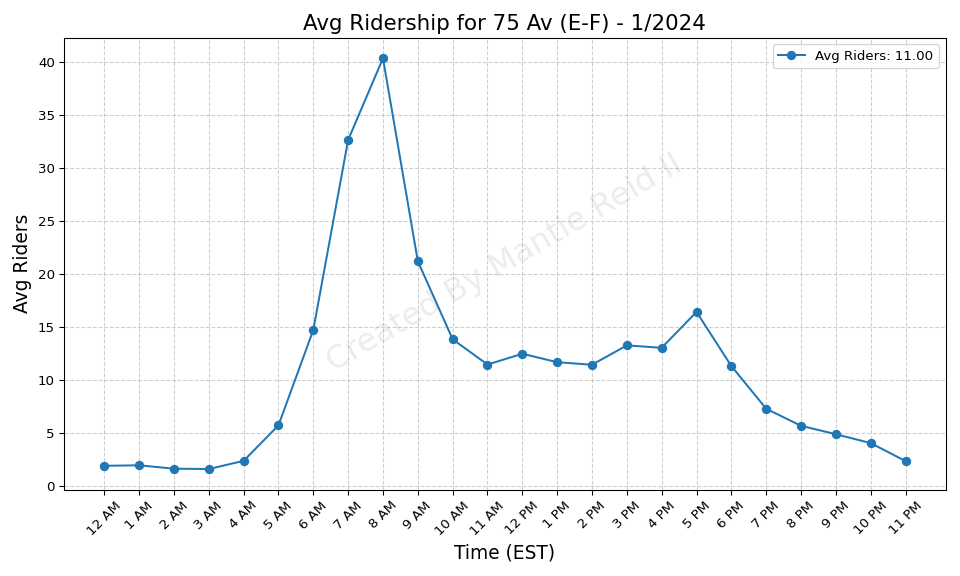 Avg Ridership for 75 Av (E-F) - 1/2024
Avg Riders: 11.00
Avg Riders
40
35
30
25
20
15
10
5
0
Created By Mantle Reid II
12 AM
1 AM
2 AM
3 AM
4 AM
5 AM
6 AM
7 AM
8 AM
9 AM
10 AM
11 AM
12 PM
1 PM
2 PM
3 PM
4 PM
5 PM
6 PM
7 PM
8 PM
9 PM
10 PM
11 PM
Time (EST)